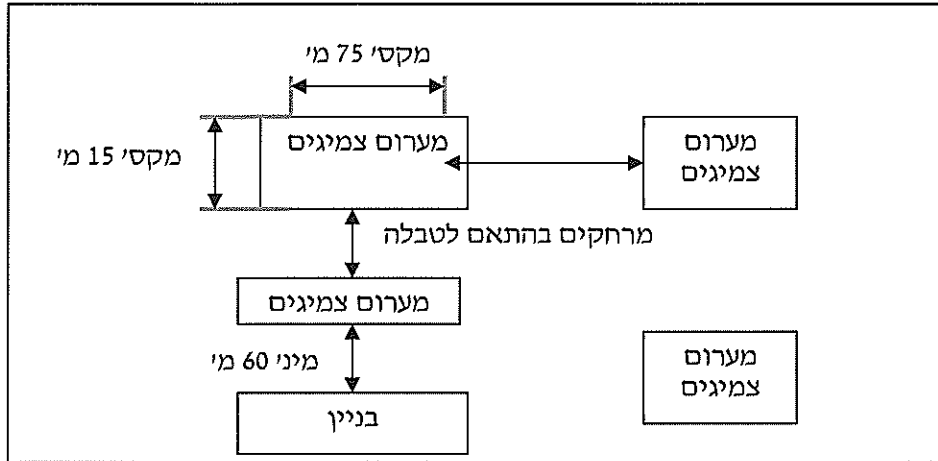 מקסי 75 מ'
מערום צמיגים
מקסי 15 מ'
מערום
צמיגים
מרחקים בהתאם לטבלה
מערום צמיגים
מיני 60 מ'
מערום
צמיגים
בניין